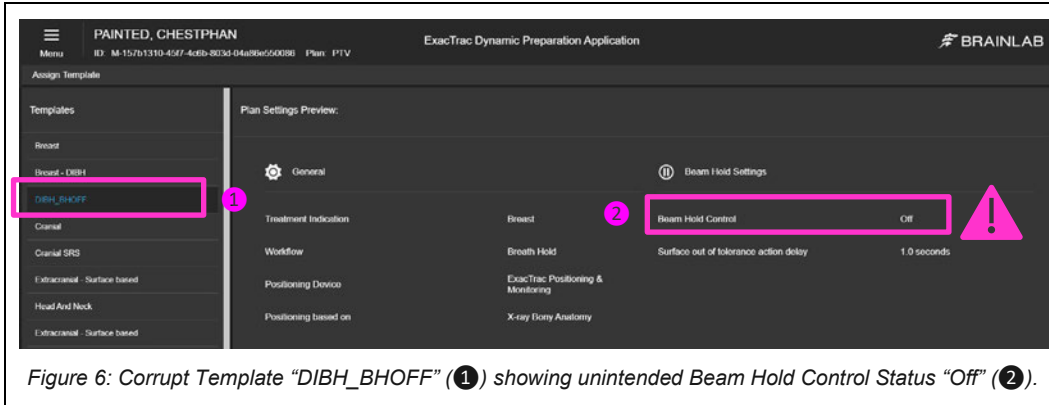 PAINTED, CHESTPHAN
Menu
ID: M-157b1310-45f7-4c6b-803d-04a86e550086 Plan: PTV
ExacTrac Dynamic Preparation Application
BRAINLAB
Assign Template
Templates
Plan Settings Preview:
Breast
Breast - DIBH
General
Beam Hold Settings
DIBH_BHOFF
1
Cranial
Treatment Indication
Breast
2
Beam Hold Control
Off
Cranial SRS
Workflow
Breath Hold
Surface out of tolerance action delay
1.0 seconds
Extracranial - Surface based
Positioning Device
ExacTrac Positioning &
Monitoring
Head And Neck
Positioning based on
X-ray Bony Anatomy
Extracranial - Surface based
Figure 6: Corrupt Template “DIBH_BHOFF” (❶) showing unintended Beam Hold Control Status “Off” (❷).